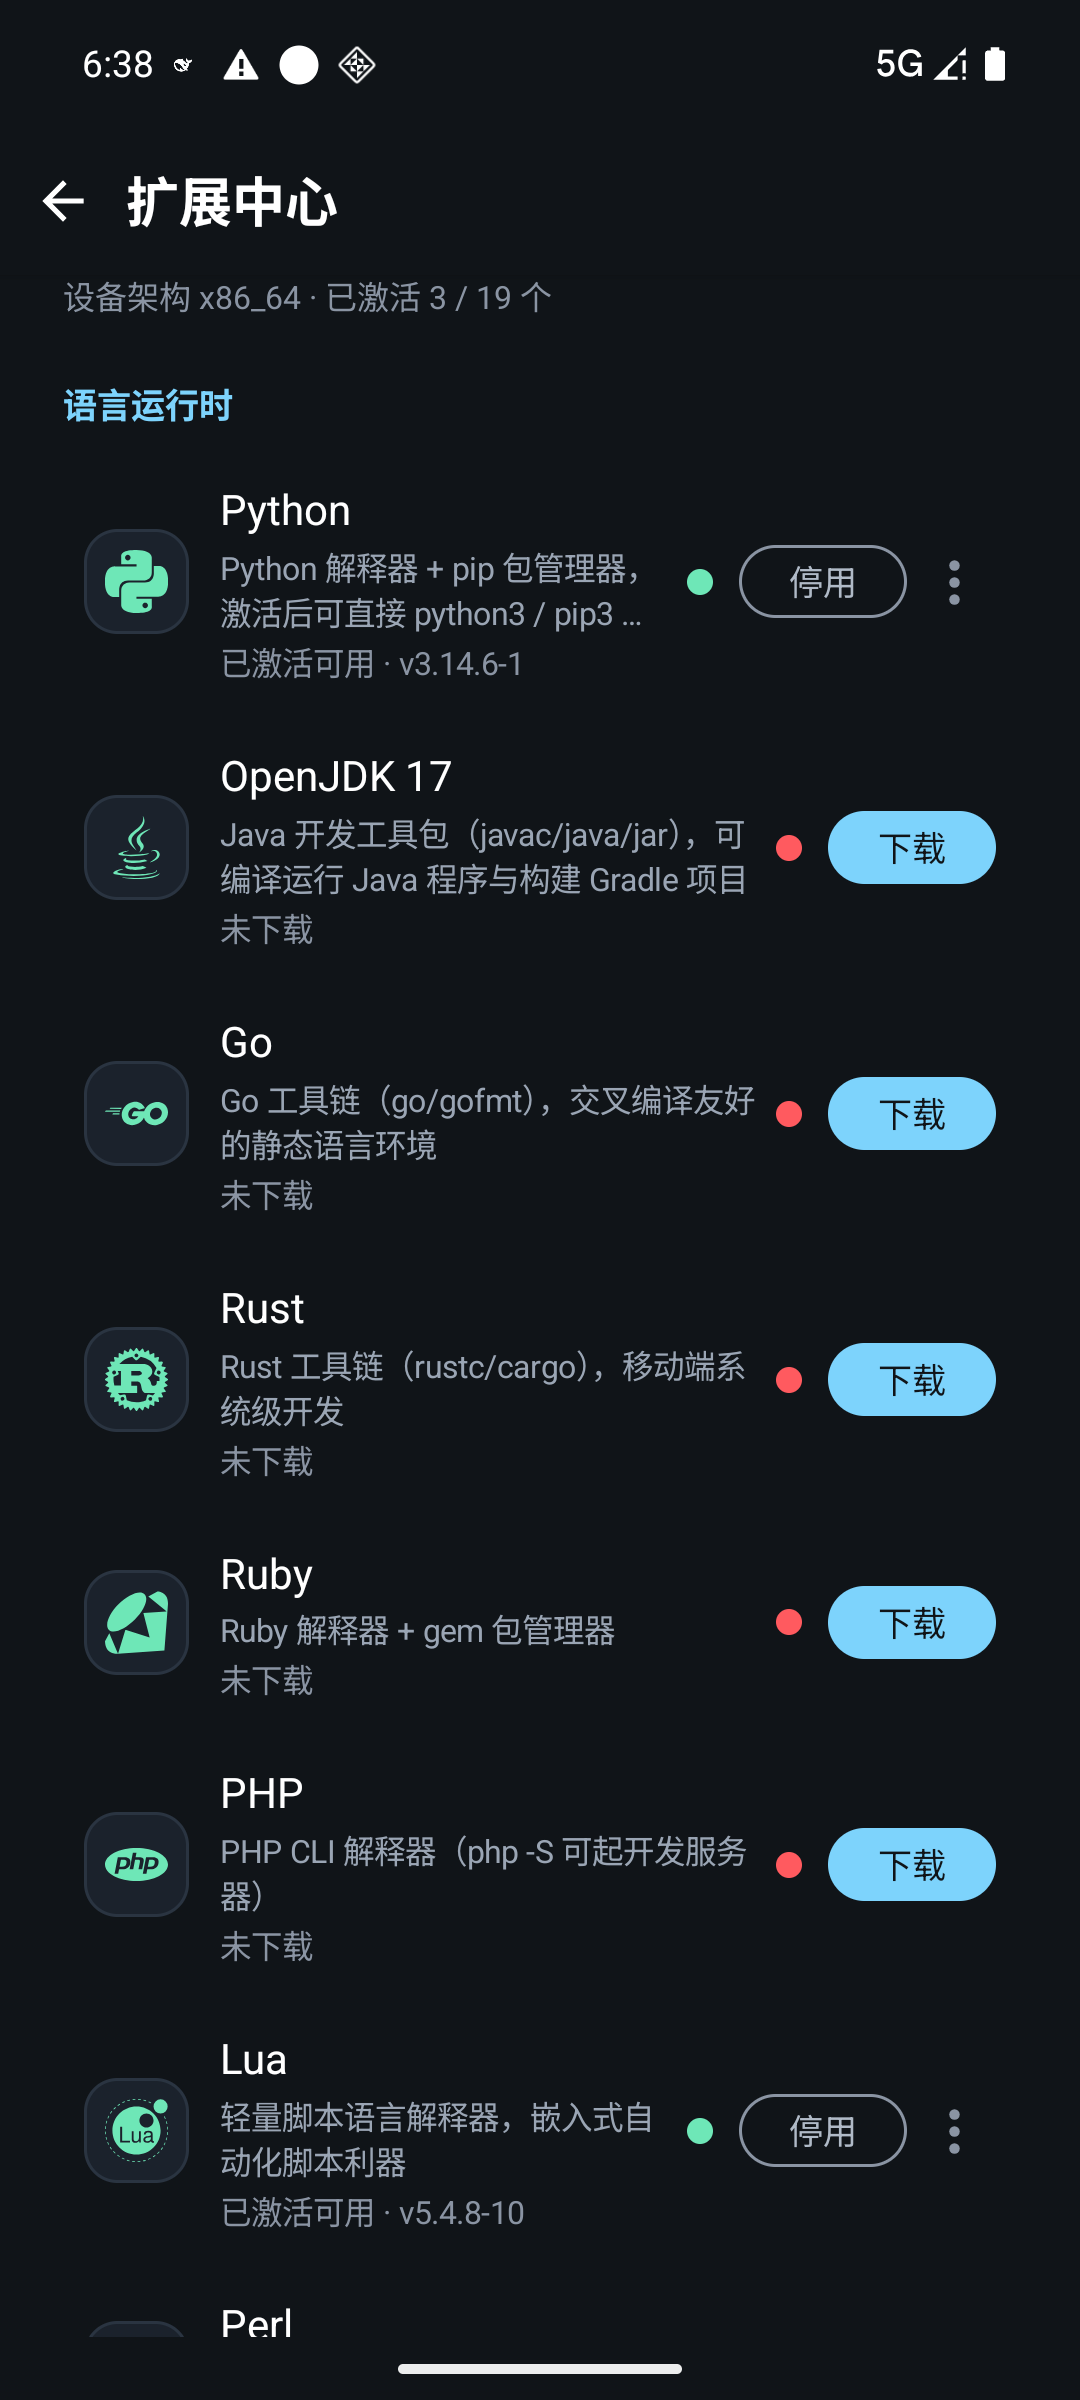 6:38
5G
扩展中心
设备架构 x86_64 · 已激活 3 / 19 个
语言运行时
Python
Python 解释器 + pip 包管理器，
激活后可直接 python3 / pip3 ...
已激活可用 · v3.14.6-1
停用
OpenJDK 17
Java 开发工具包（javac/java/jar），可
编译运行 Java 程序与构建 Gradle 项目
未下载
下载
GO
Go
Go 工具链（go/gofmt），交叉编译友好
的静态语言环境
未下载
下载
R
Rust
Rust 工具链（rustc/cargo），移动端系
统级开发
未下载
下载
Ruby
Ruby 解释器 + gem 包管理器
未下载
下载
php
PHP
PHP CLI 解释器（php -S 可起开发服务
器）
未下载
下载
Lua
Lua
轻量脚本语言解释器，嵌入式自
动化脚本利器
已激活可用 · v5.4.8-10
停用
Perl